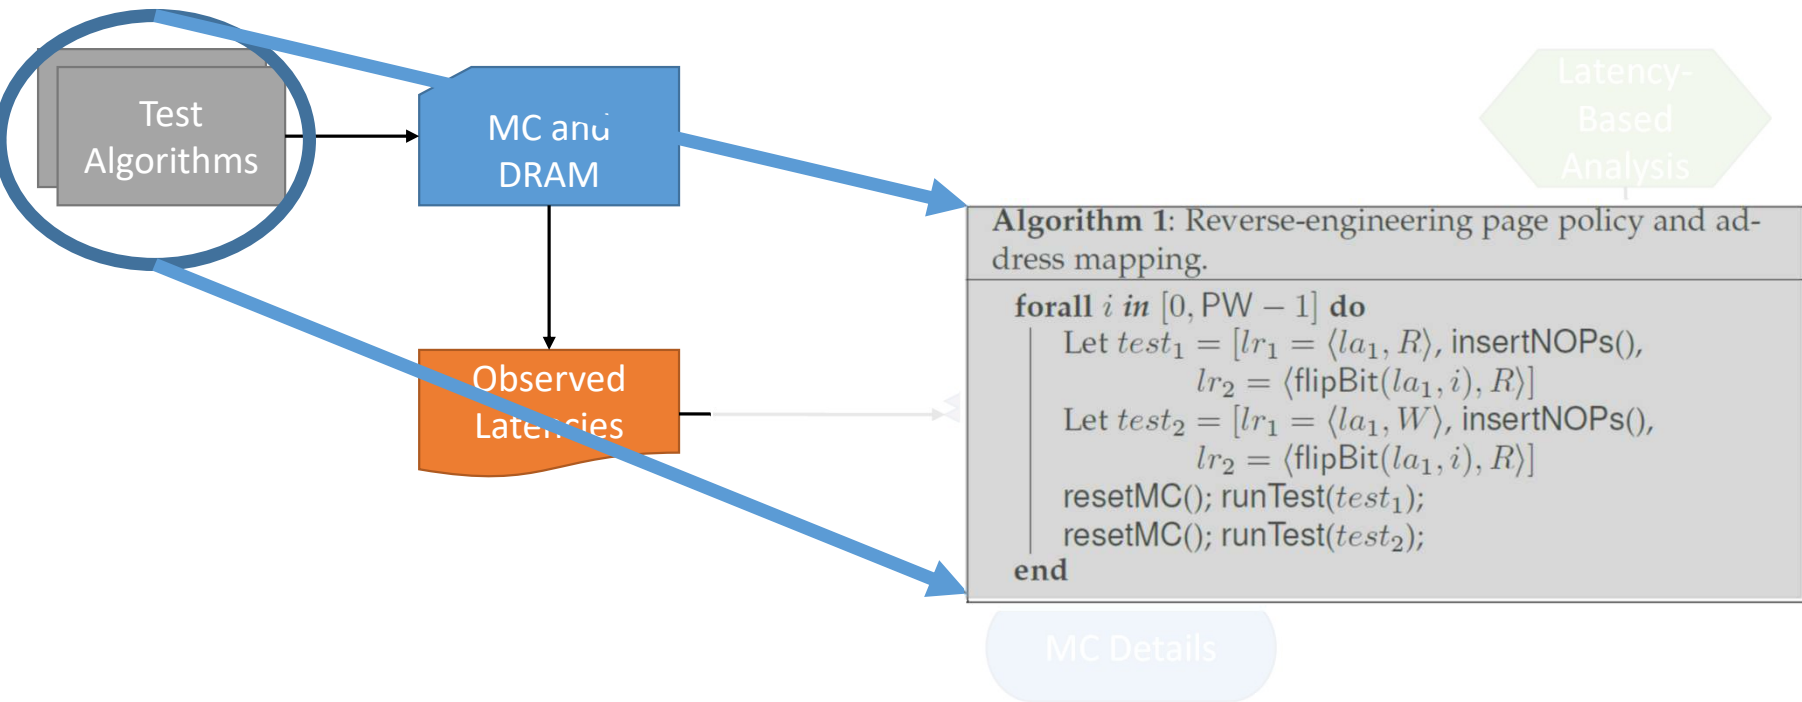 Test
Algorithms
MC and
DRAM
Observed
Latencies
Latency-
Based
Analysis
Algorithm 1: Reverse-engineering page policy and ad-
dress mapping.
forall i in [0, PW − 1] do
Let test₁ = [lr₁ = ⟨la₁, R⟩, insertNOPs(),
lr₂ = ⟨flipBit(la₁, i), R⟩]
Let test₂ = [lr₁ = ⟨la₁, W⟩, insertNOPs(),
lr₂ = ⟨flipBit(la₁, i), R⟩]
resetMC(); runTest(test₁);
resetMC(); runTest(test₂);
end
MC Details